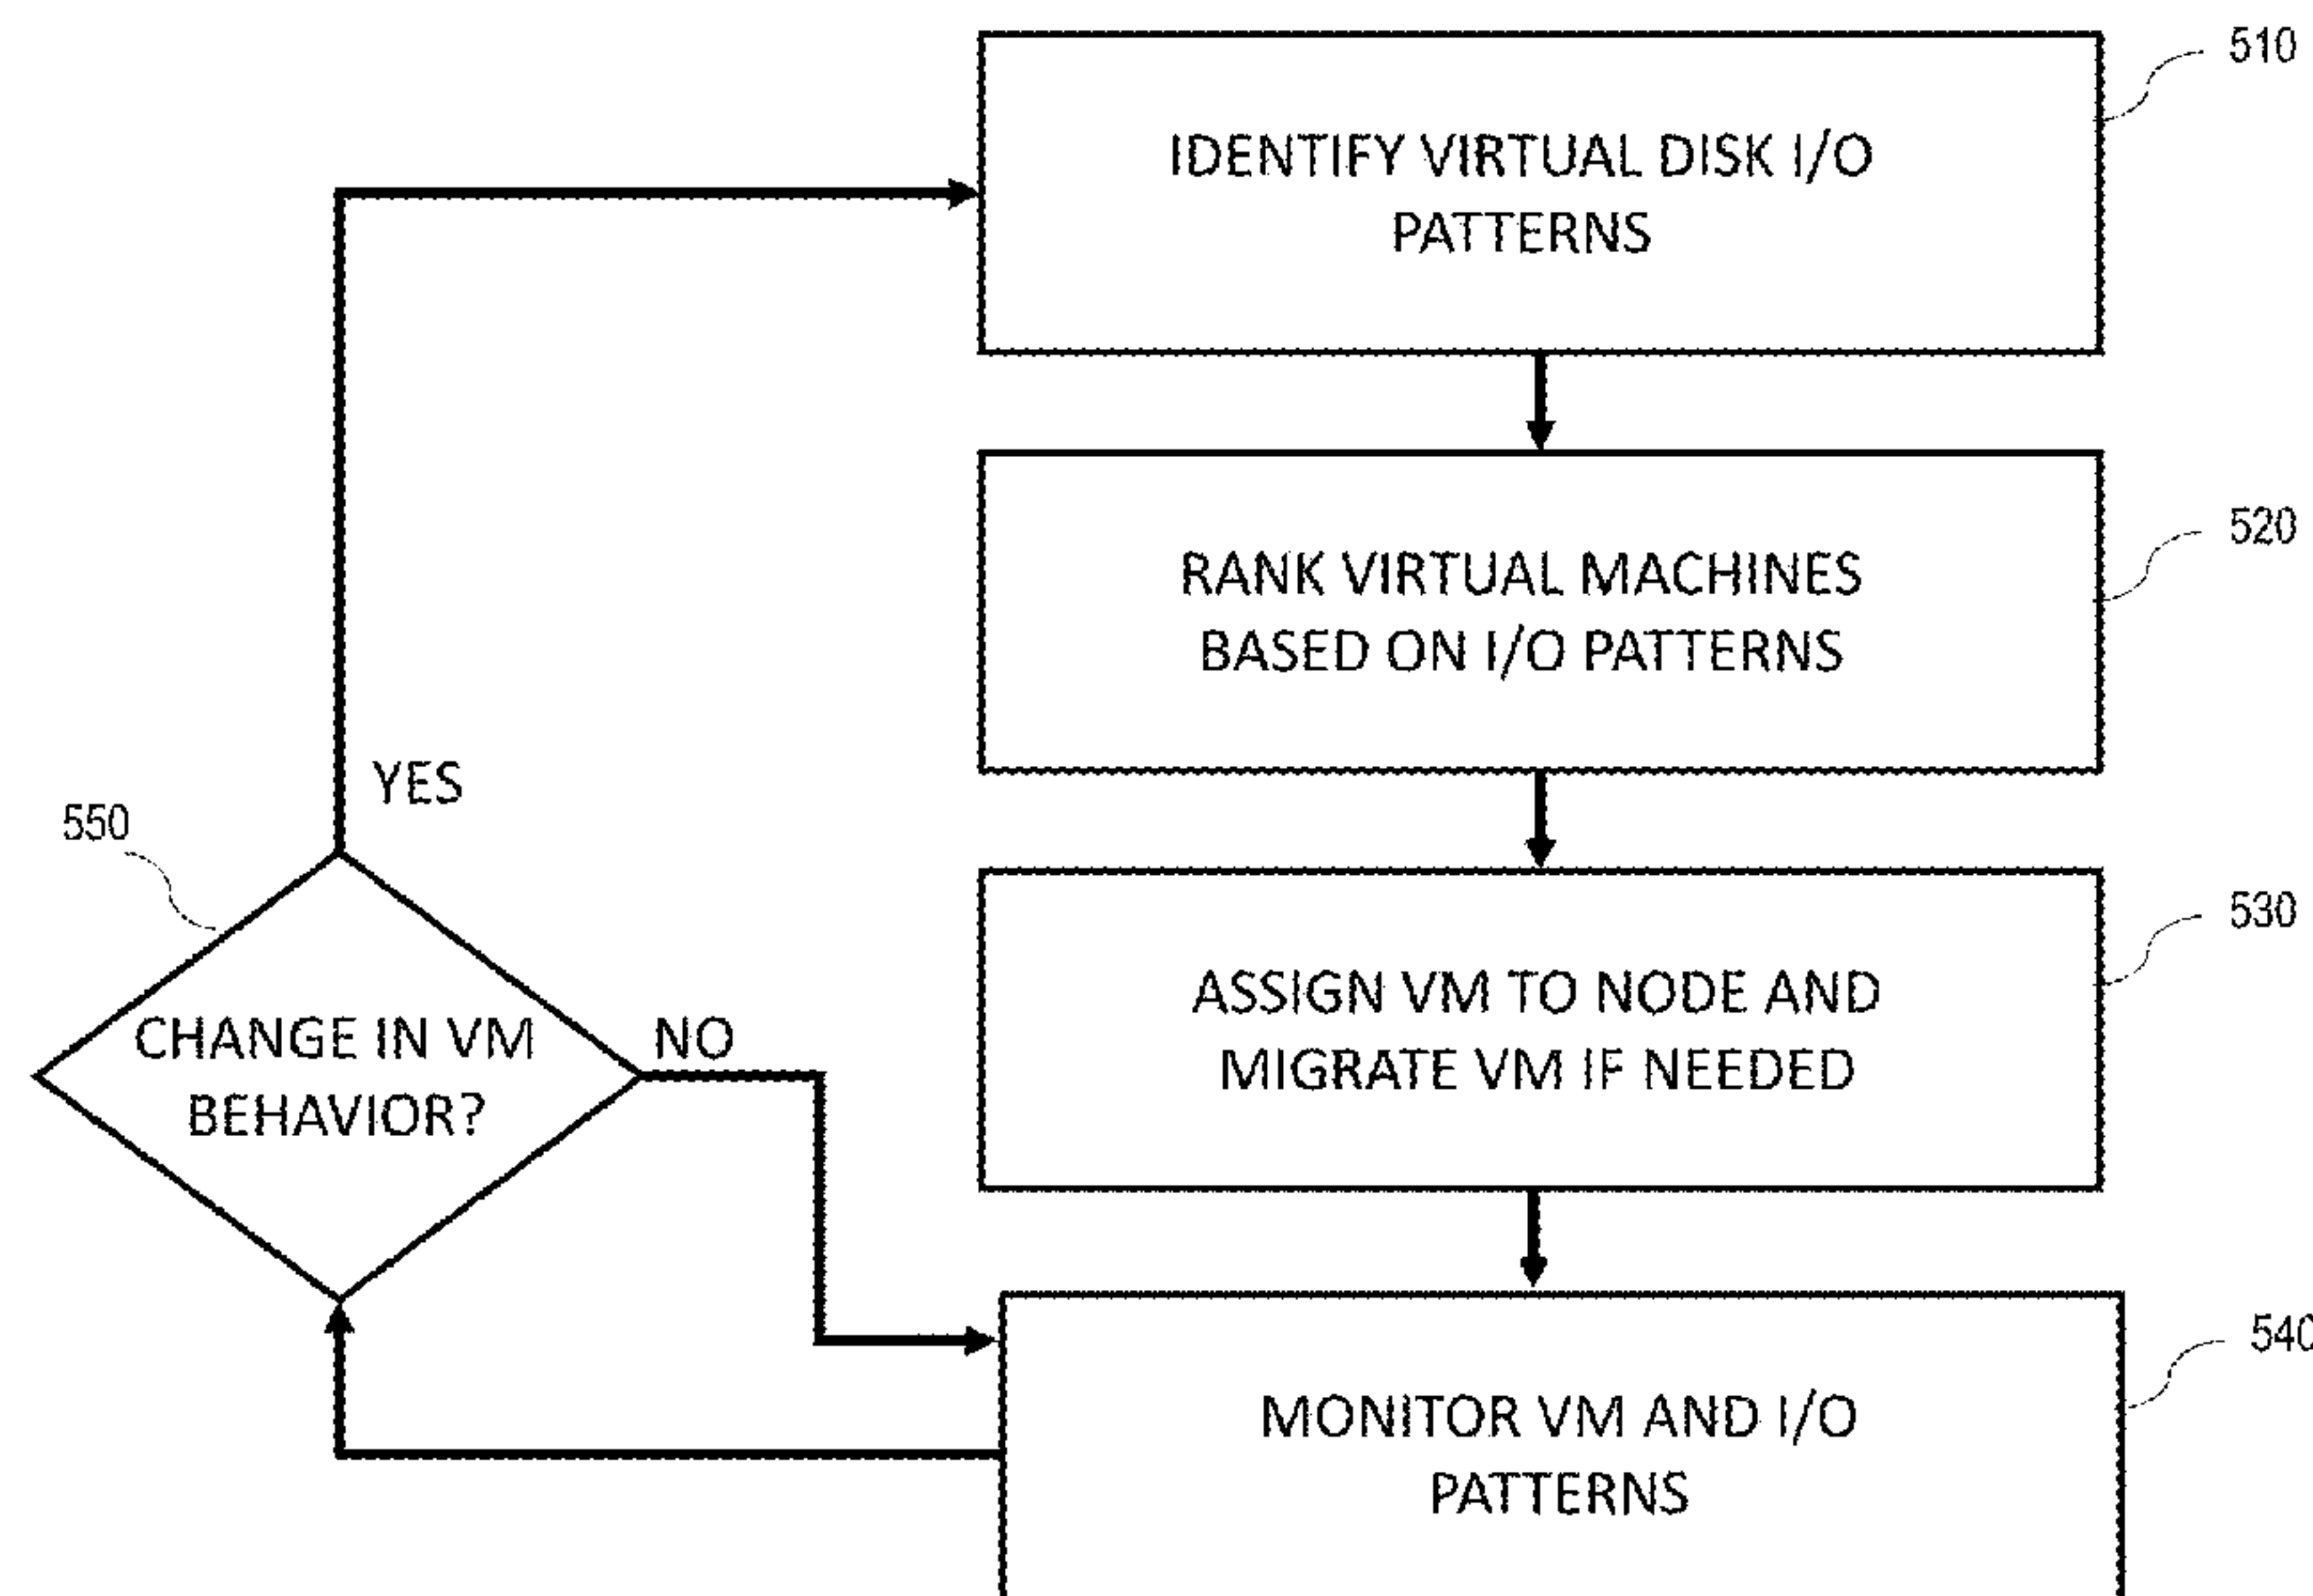 510
IDENTIFY VIRTUAL DISK I/O
PATTERNS
520
RANK VIRTUAL MACHINES
BASED ON I/O PATTERNS
YES
550
530
ASSIGN VM TO NODE AND
MIGRATE VM IF NEEDED
CHANGE IN VM
BEHAVIOR?
NO
540
MONITOR VM AND I/O
PATTERNS